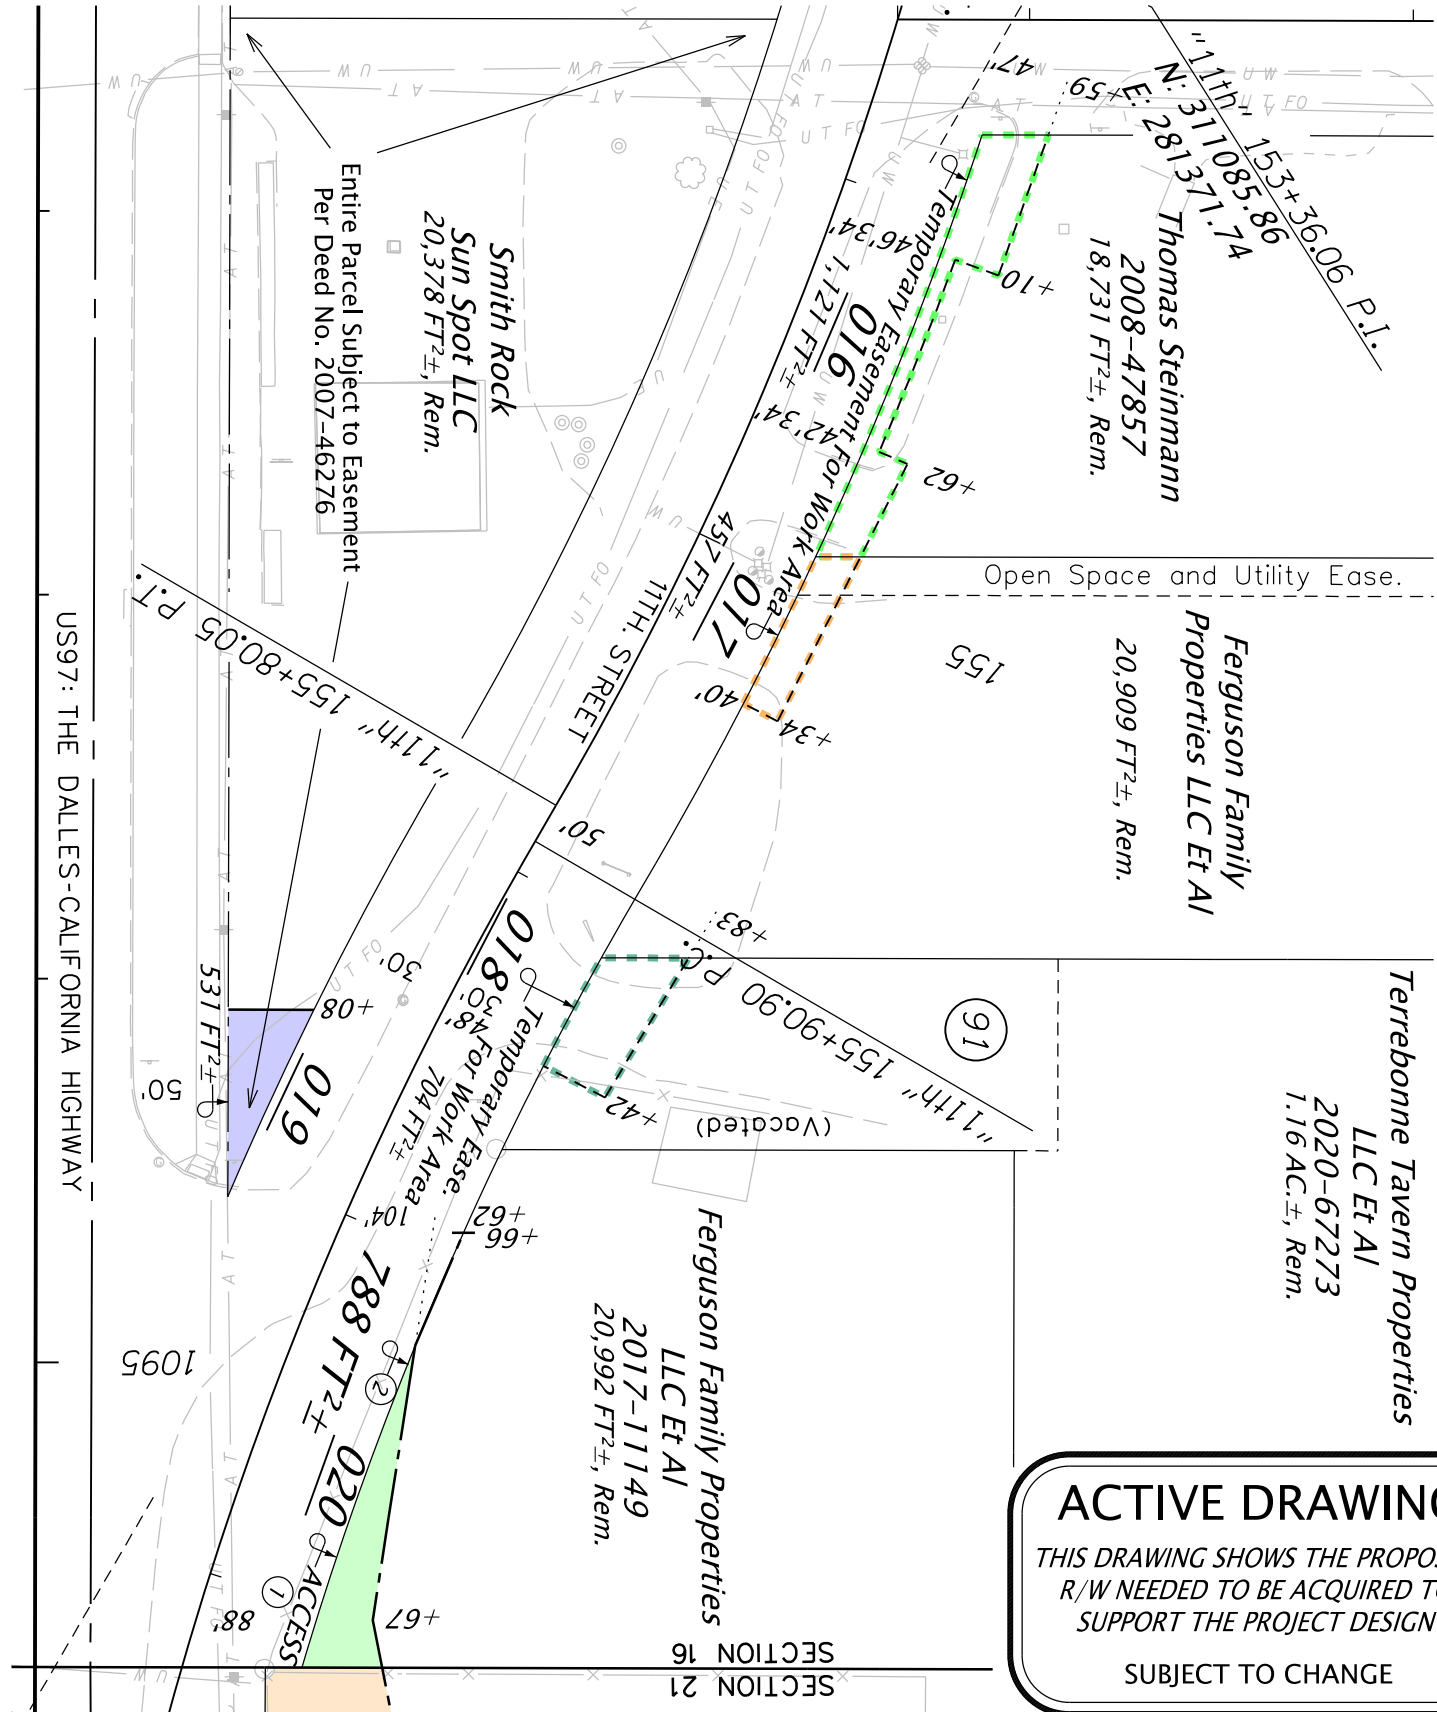 "11th" 153+36.06 P.I.
N: 311085.86
E: 281371.74
47'
+59
Thomas Steinmann
2008-47857
18,731 FT²±, Rem.
Entire Parcel Subject to Easement
Per Deed No. 2007-46276
Smith Rock
Sun Spot LLC
20,378 FT²±, Rem.
Temporary Easement For Work Area
46'34'
016
1,121 FT²±
+10
42'34'
+62
017
457 FT²±
11TH. STREET
40'
+34
Open Space and Utility Ease.
155
Ferguson Family
Properties LLC Et Al
20,909 FT²±, Rem.
"11th" 155+80.05 P.T.
50'
US97: THE DALLES-CALIFORNIA HIGHWAY
+83
"11th" 155+90.90 P.C.
91
(Vacated)
018
Temporary Ease.
For Work Area
704 FT²±
30'
48'
+42
30'
+08
531 FT²±
50'
019
Terrebonne Tavern Properties
LLC Et Al
2020-67273
1.16 AC.±, Rem.
104'
+62
+66
788 FT²±
2
020
ACCESS
1
1095
88'
+67
Ferguson Family Properties
LLC Et Al
2017-11149
20,992 FT²±, Rem.
SECTION 16
SECTION 21
ACTIVE DRAWING
THIS DRAWING SHOWS THE PROPOS
R/W NEEDED TO BE ACQUIRED TO
SUPPORT THE PROJECT DESIGN
SUBJECT TO CHANGE